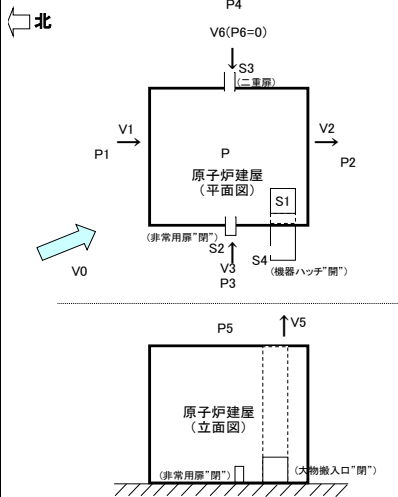 北
P4
V6(P6=0)
S3
(二重扉)
V1
V2
P1
P
P2
原子炉建屋
(平面図)
S1
(非常用扉"閉")
S2
S4
V3
(機器ハッチ"開")
V0
P3
P5
V5
原子炉建屋
(立面図)
(非常用扉"閉")
(大物搬入口"閉")